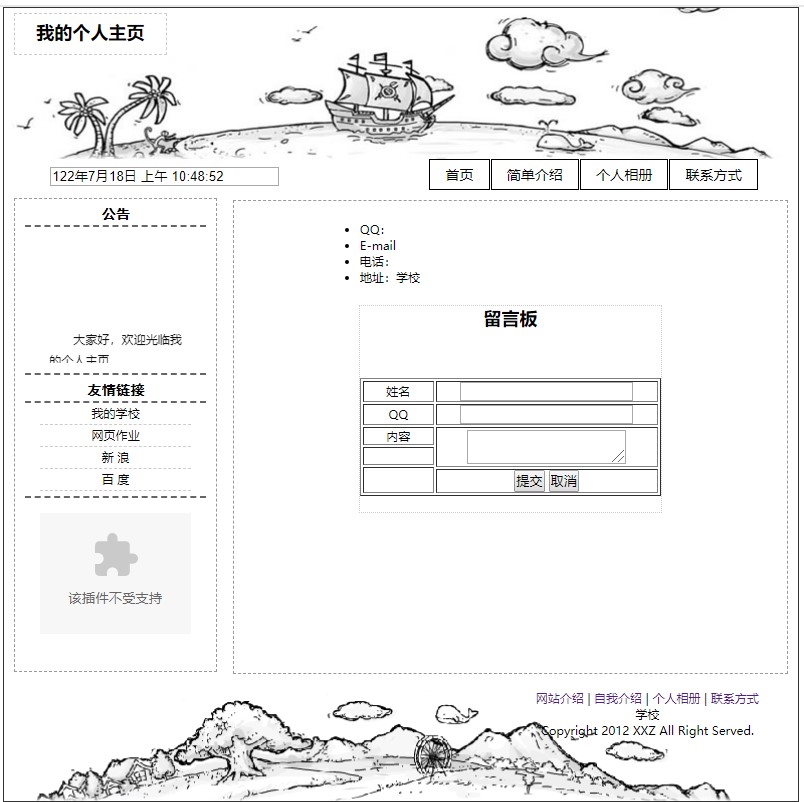 我的个人主页
122年7月18日 上午 10:48:52
首页 简单介绍 个人相册 联系方式
公告
大家好，欢迎光临我
的个人主页
友情链接
我的学校
网页作业
新 浪
百 度
该插件不受支持
QQ：
E-mail
电话：
地址：学校
留言板
姓名
QQ
内容
提交 取消
网站介绍 | 自我介绍 | 个人相册 | 联系方式
学校
Copyright 2012 XXZ All Right Served.